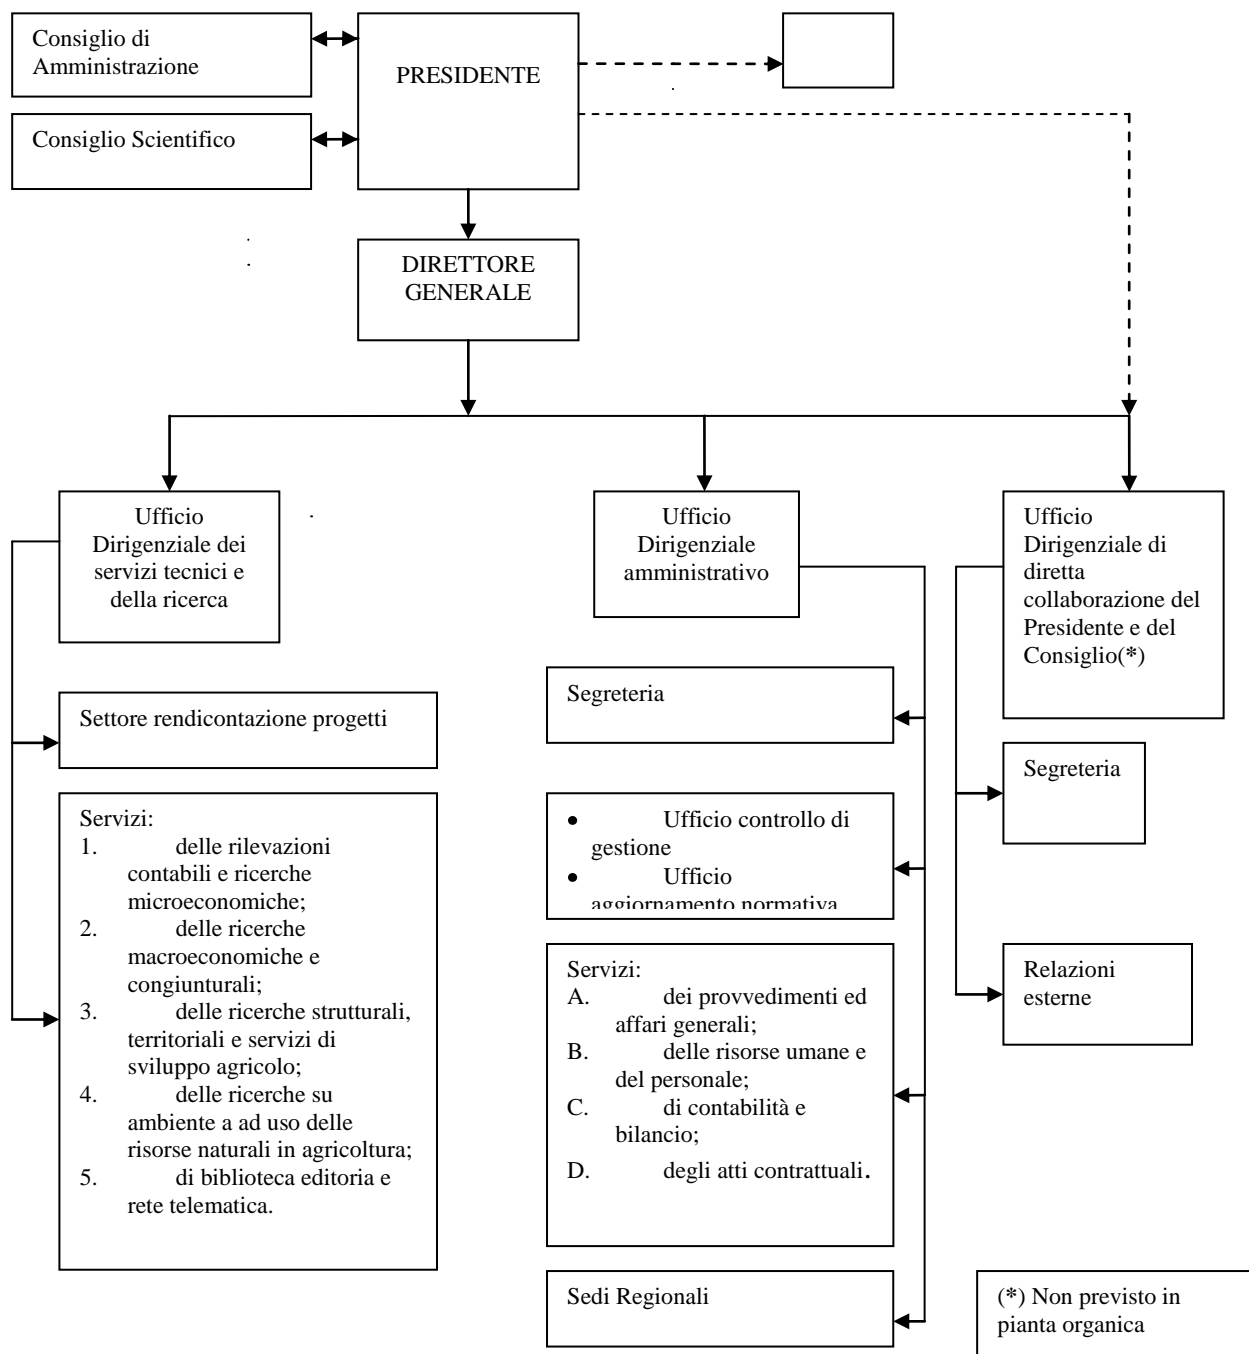 Consiglio di
Amministrazione
PRESIDENTE
Consiglio Scientifico
DIRETTORE
GENERALE
Ufficio
Dirigenziale dei
servizi tecnici e
della ricerca
Ufficio
Dirigenziale
amministrativo
Ufficio
Dirigenziale di
diretta
collaborazione del
Presidente e del
Consiglio(*)
Settore rendicontazione progetti
Servizi:
1. delle rilevazioni
contabili e ricerche
microeconomiche;
2. delle ricerche
macroeconomiche e
congiunturali;
3. delle ricerche strutturali,
territoriali e servizi di
sviluppo agricolo;
4. delle ricerche su
ambiente a ad uso delle
risorse naturali in agricoltura;
5. di biblioteca editoria e
rete telematica.
Segreteria
• Ufficio controllo di
gestione
• Ufficio
aggiornamento normativa
Servizi:
A. dei provvedimenti ed
affari generali;
B. delle risorse umane e
del personale;
C. di contabilità e
bilancio;
D. degli atti contrattuali.
Sedi Regionali
Segreteria
Relazioni
esterne
(*) Non previsto in
pianta organica